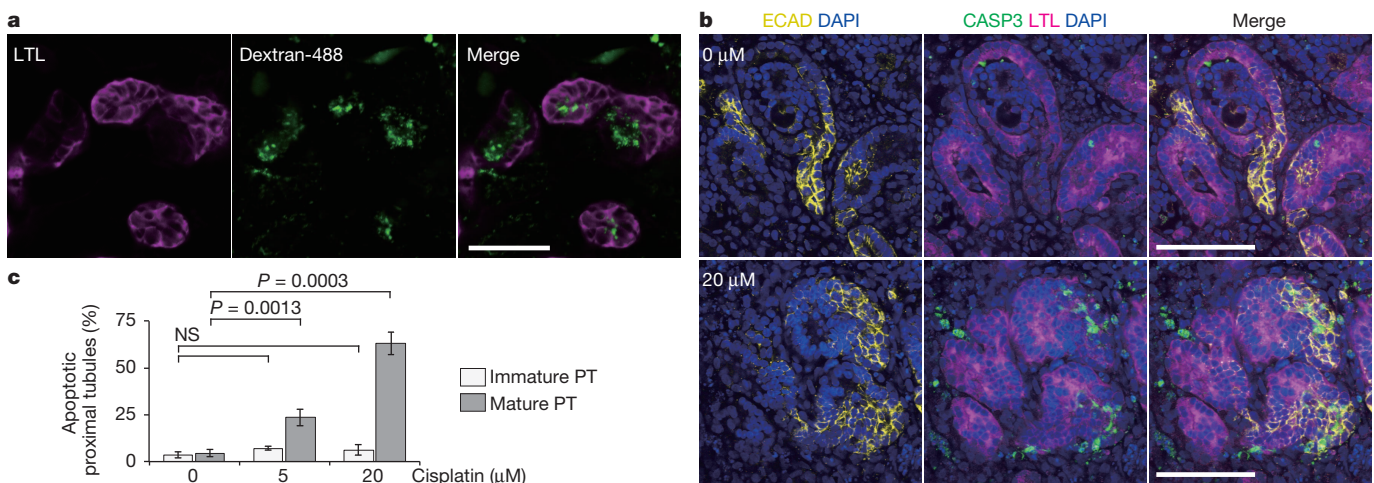 a
LTL
Dextran-488
Merge
b
ECAD DAPI
CASP3 LTL DAPI
Merge
0 μM
20 μM
c
P = 0.0003
P = 0.0013
NS
75
50
25
0
Apoptotic
proximal tubules (%)
Immature PT
Mature PT
0 5 20 Cisplatin (μM)